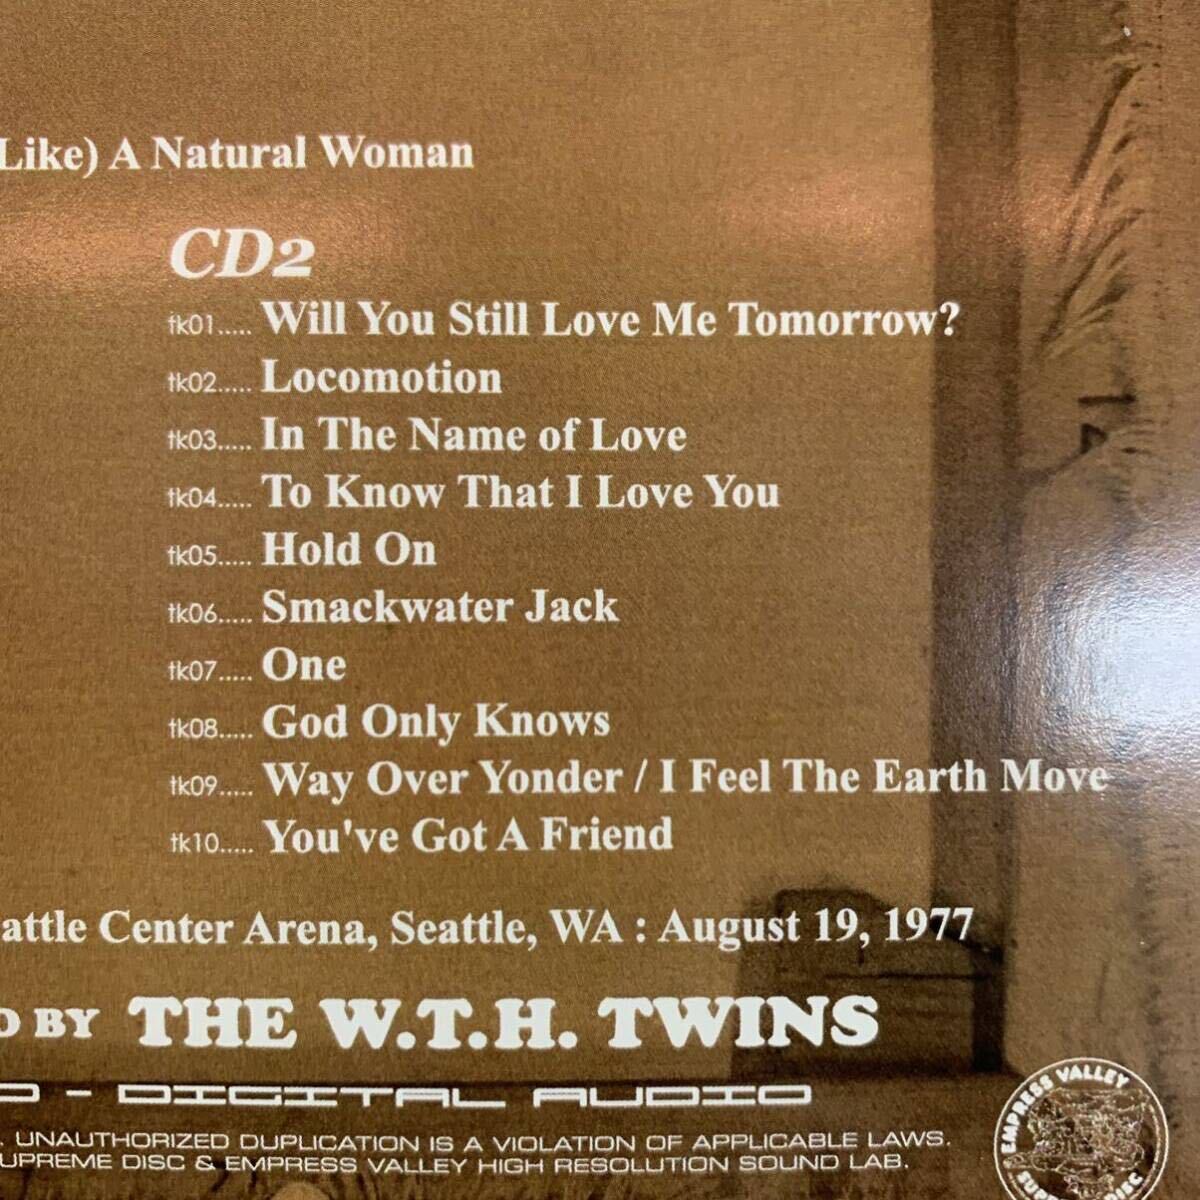 Like) A Natural Woman
CD2
tk01..... Will You Still Love Me Tomorrow?
tk02..... Locomotion
tk03..... In The Name of Love
tk04..... To Know That I Love You
tk05..... Hold On
tk06..... Smackwater Jack
tk07..... One
tk08..... God Only Knows
tk09..... Way Over Yonder / I Feel The Earth Move
tk10..... You've Got A Friend
attle Center Arena, Seattle, WA : August 19, 1977
D BY THE W.T.H. TWINS
D - DIGITAL AUDIO
. UNAUTHORIZED DUPLICATION IS A VIOLATION OF APPLICABLE LAWS.
UPREME DISC & EMPRESS VALLEY HIGH RESOLUTION SOUND LAB.
EMPRESS VALLEY